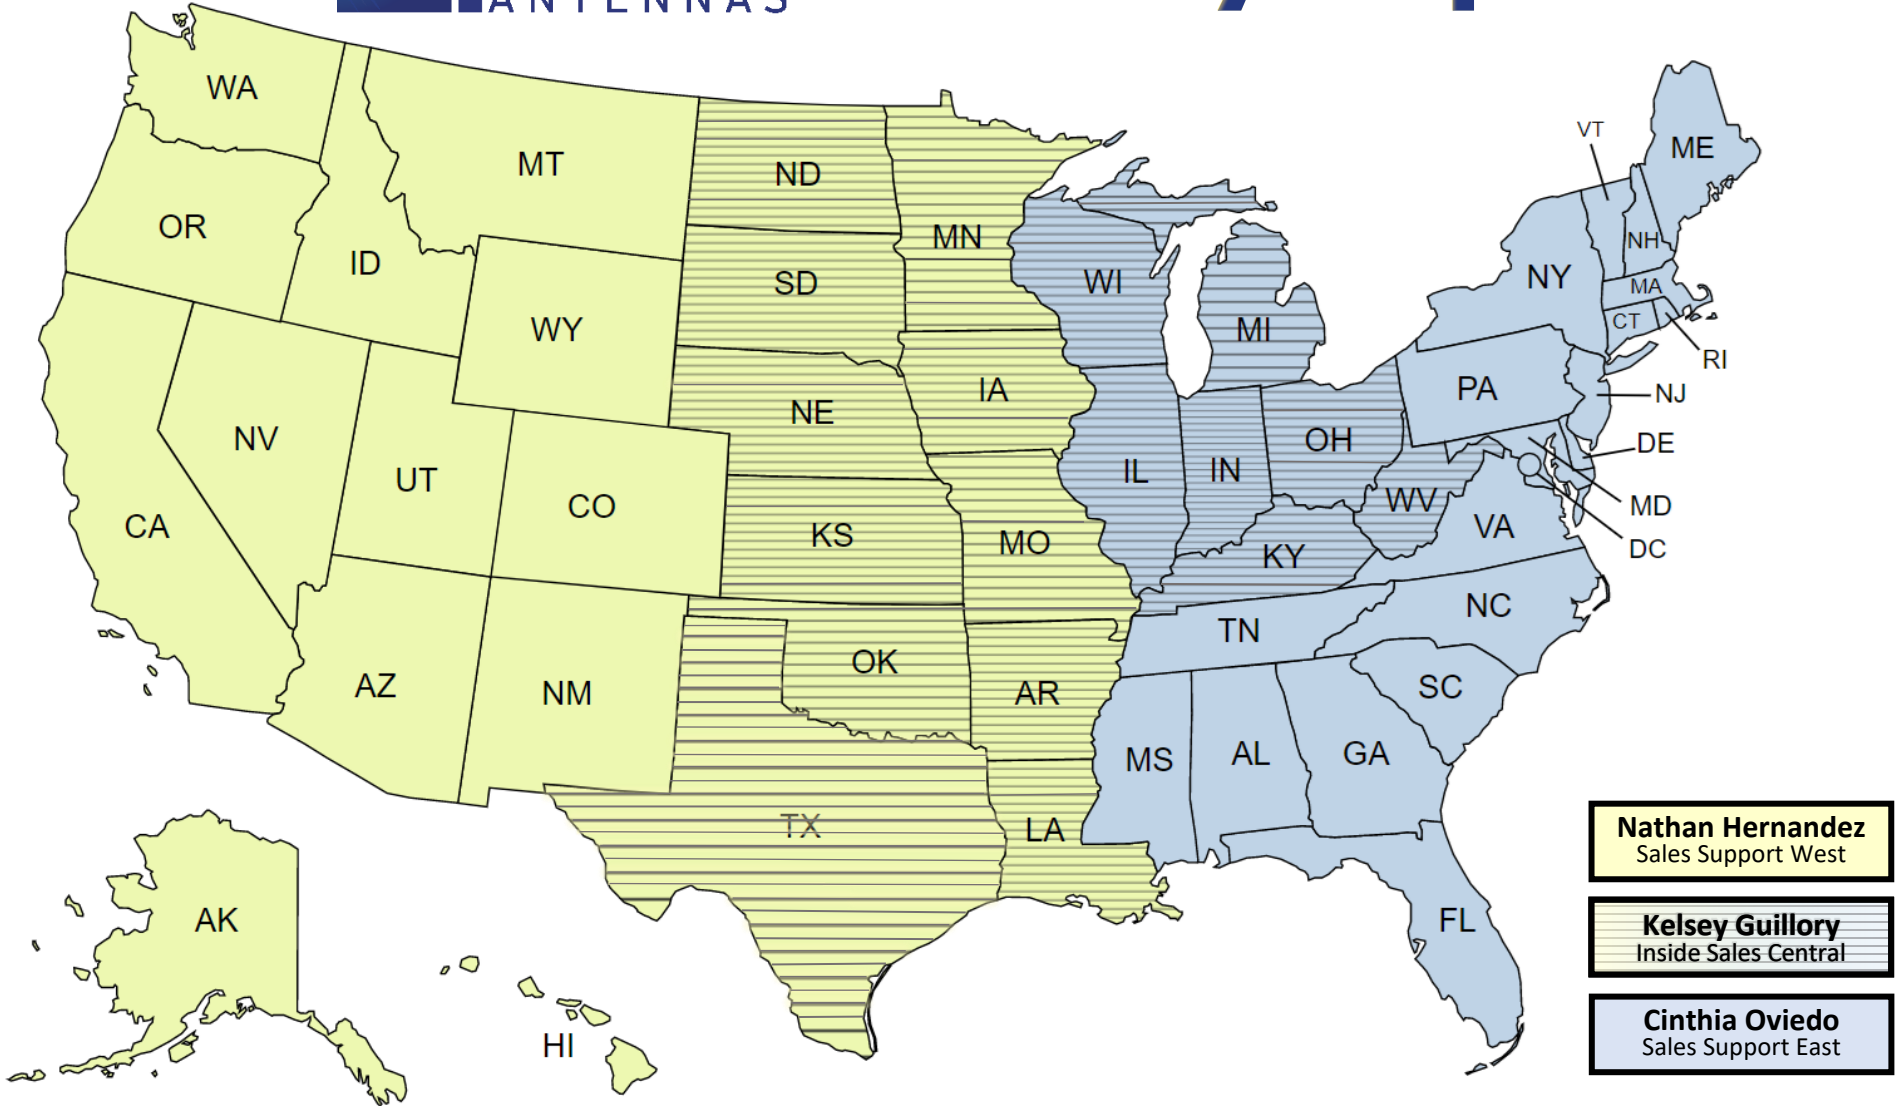 ANTENNAS
WA
MT
ND
MN
VT
ME
OR
ID
SD
WI
NH
NY
MA
WY
MI
CT
RI
IA
PA
NJ
NE
NV
OH
DE
UT
IL
IN
CO
WV
MD
CA
KS
MO
VA
DC
KY
NC
TN
OK
AZ
NM
AR
SC
MS
AL
GA
TX
LA
AK
FL
HI
Nathan Hernandez
Sales Support West
Kelsey Guillory
Inside Sales Central
Cinthia Oviedo
Sales Support East